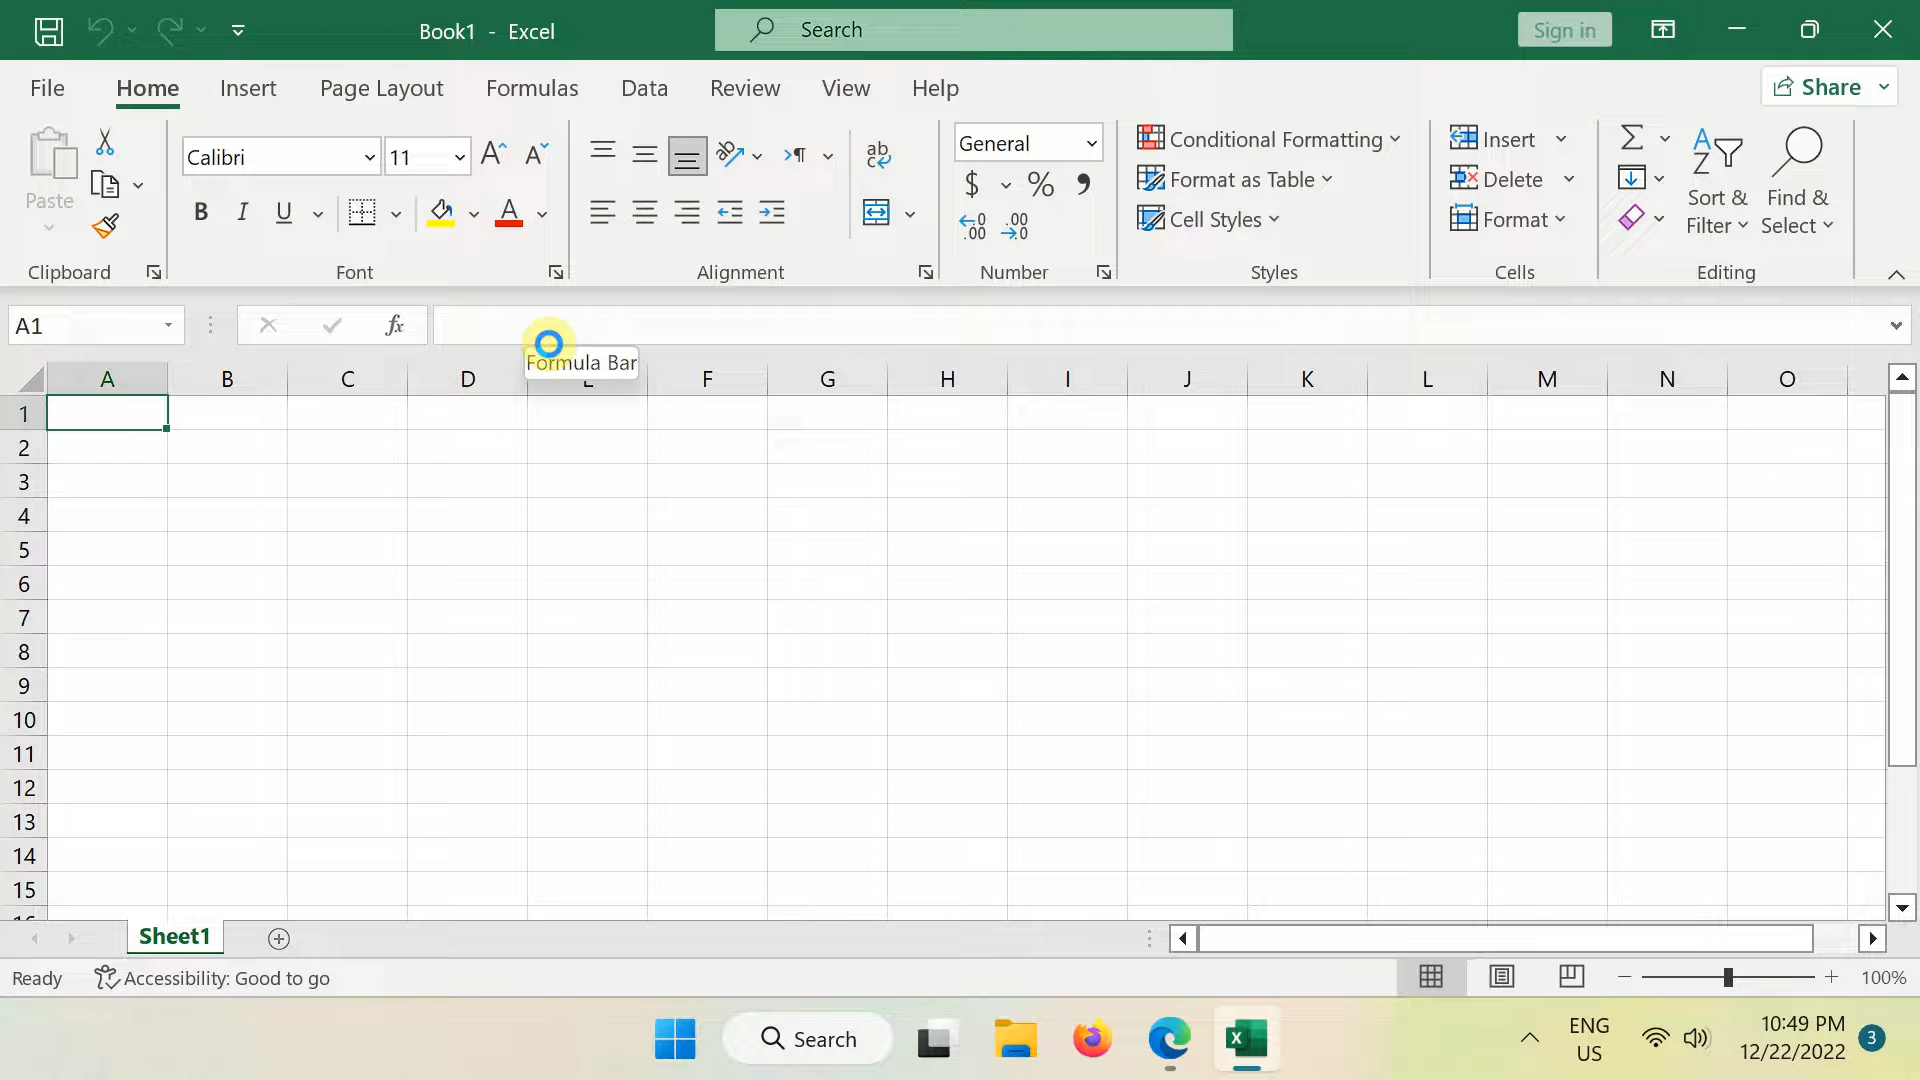 Book1 - Excel
Search
Sign in
File Home Insert Page Layout Formulas Data Review View Help
Share
Paste
Calibri
11
General
Conditional Formatting
Format as Table
Cell Styles
Insert
Delete
Format
Sort & Filter
Find & Select
B I U
A
ab
$ % ,
.00 .00
Clipboard Font Alignment Number Styles Cells Editing
A1
fx
Formula Bar
A B C D E F G H I J K L M N O
1
2
3
4
5
6
7
8
9
10
11
12
13
14
15
16
Sheet1
Ready Accessibility: Good to go
100%
Search
ENG US
10:49 PM
12/22/2022
3